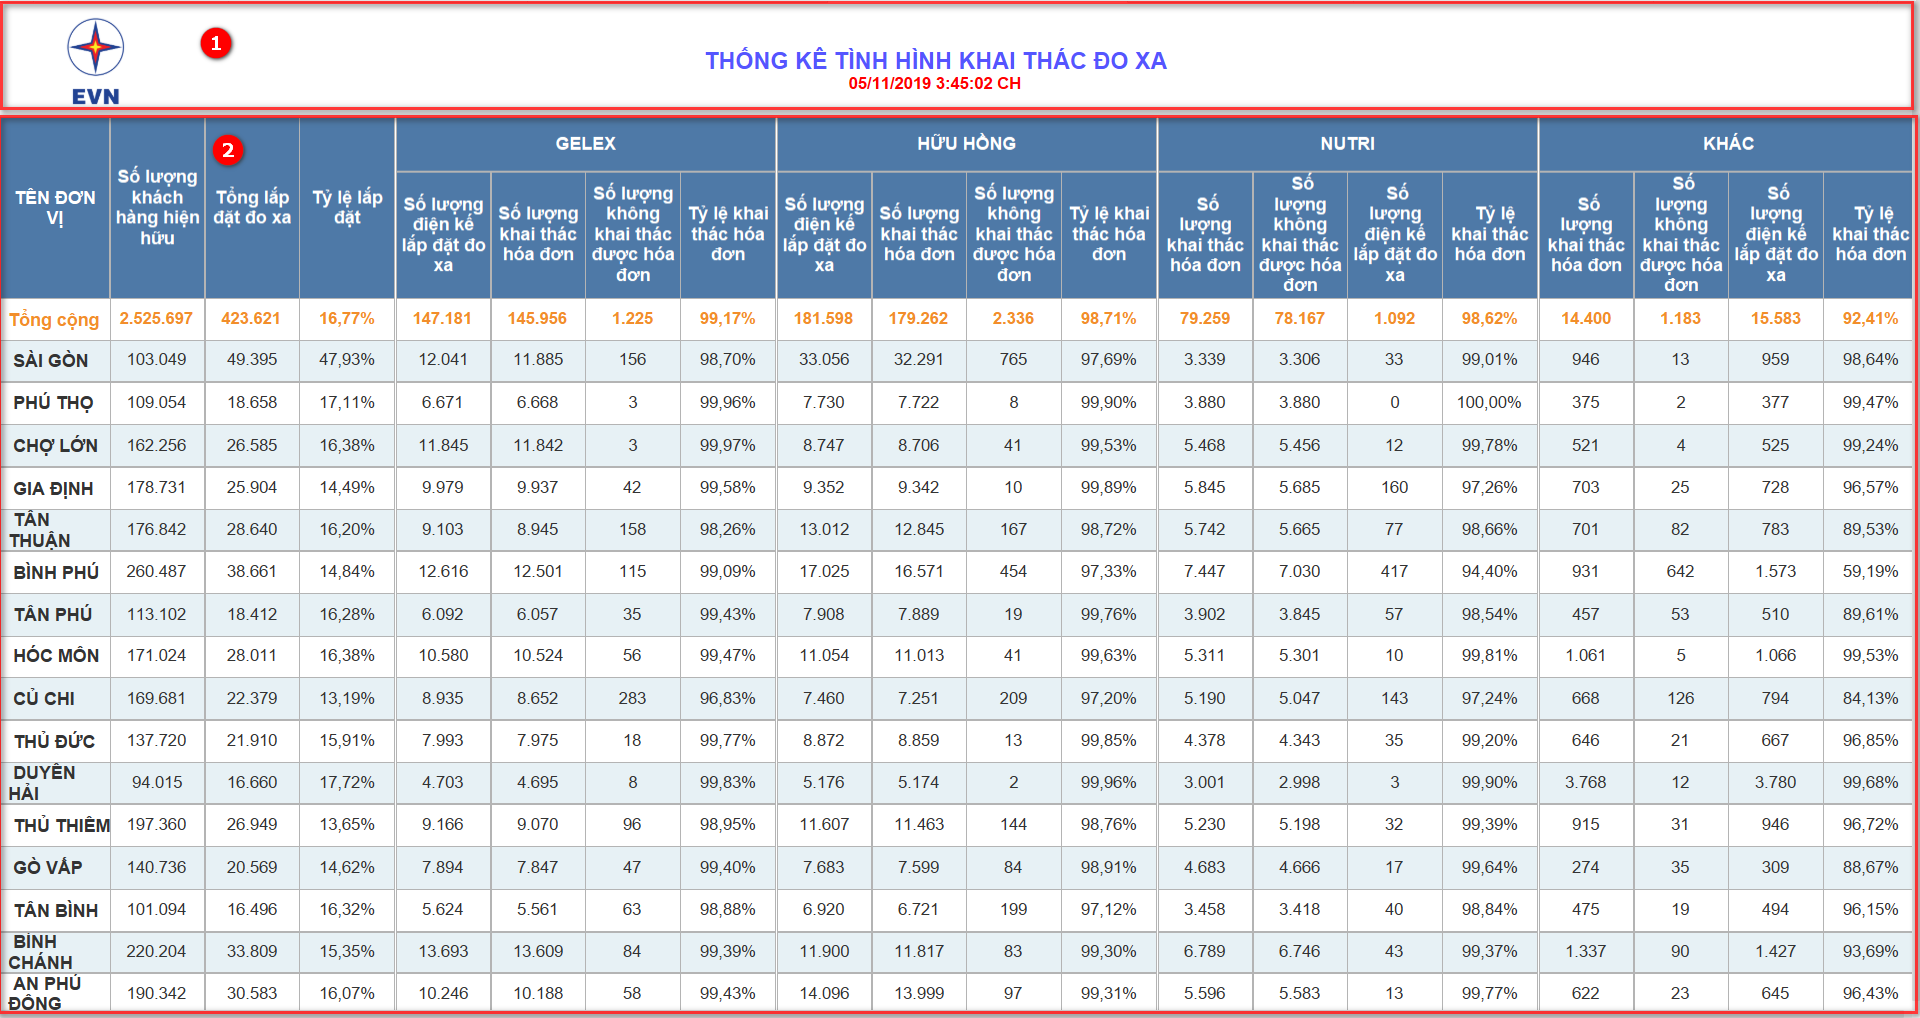 1
EVN
THỐNG KÊ TÌNH HÌNH KHAI THÁC ĐO XA
05/11/2019 3:45:02 CH
2
TÊN ĐƠN VỊ Số lượng khách hàng hiện hữu Tổng lắp đặt đo xa Tỷ lệ lắp đặt GELEX HỮU HỒNG NUTRI KHÁC
Số lượng điện kế lắp đặt đo xa Số lượng khai thác hóa đơn Số lượng không khai thác được hóa đơn Tỷ lệ khai thác hóa đơn Số lượng điện kế lắp đặt đo xa Số lượng khai thác hóa đơn Số lượng không khai thác được hóa đơn Tỷ lệ khai thác hóa đơn Số lượng khai thác hóa đơn Số lượng không khai thác được hóa đơn Số lượng điện kế lắp đặt đo xa Tỷ lệ khai thác hóa đơn Số lượng khai thác hóa đơn Số lượng không khai thác được hóa đơn Số lượng điện kế lắp đặt đo xa Tỷ lệ khai thác hóa đơn
Tổng cộng 2.525.697 423.621 16,77% 147.181 145.956 1.225 99,17% 181.598 179.262 2.336 98,71% 79.259 78.167 1.092 98,62% 14.400 1.183 15.583 92,41%
SÀI GÒN 103.049 49.395 47,93% 12.041 11.885 156 98,70% 33.056 32.291 765 97,69% 3.339 3.306 33 99,01% 946 13 959 98,64%
PHÚ THỌ 109.054 18.658 17,11% 6.671 6.668 3 99,96% 7.730 7.722 8 99,90% 3.880 3.880 0 100,00% 375 2 377 99,47%
CHỢ LỚN 162.256 26.585 16,38% 11.845 11.842 3 99,97% 8.747 8.706 41 99,53% 5.468 5.456 12 99,78% 521 4 525 99,24%
GIA ĐỊNH 178.731 25.904 14,49% 9.979 9.937 42 99,58% 9.352 9.342 10 99,89% 5.845 5.685 160 97,26% 703 25 728 96,57%
TÂN THUẬN 176.842 28.640 16,20% 9.103 8.945 158 98,26% 13.012 12.845 167 98,72% 5.742 5.665 77 98,66% 701 82 783 89,53%
BÌNH PHÚ 260.487 38.661 14,84% 12.616 12.501 115 99,09% 17.025 16.571 454 97,33% 7.447 7.030 417 94,40% 931 642 1.573 59,19%
TÂN PHÚ 113.102 18.412 16,28% 6.092 6.057 35 99,43% 7.908 7.889 19 99,76% 3.902 3.845 57 98,54% 457 53 510 89,61%
HÓC MÔN 171.024 28.011 16,38% 10.580 10.524 56 99,47% 11.054 11.013 41 99,63% 5.311 5.301 10 99,81% 1.061 5 1.066 99,53%
CỦ CHI 169.681 22.379 13,19% 8.935 8.652 283 96,83% 7.460 7.251 209 97,20% 5.190 5.047 143 97,24% 668 126 794 84,13%
THỦ ĐỨC 137.720 21.910 15,91% 7.993 7.975 18 99,77% 8.872 8.859 13 99,85% 4.378 4.343 35 99,20% 646 21 667 96,85%
DUYÊN HẢI 94.015 16.660 17,72% 4.703 4.695 8 99,83% 5.176 5.174 2 99,96% 3.001 2.998 3 99,90% 3.768 12 3.780 99,68%
THỦ THIÊM 197.360 26.949 13,65% 9.166 9.070 96 98,95% 11.607 11.463 144 98,76% 5.230 5.198 32 99,39% 915 31 946 96,72%
GÒ VẤP 140.736 20.569 14,62% 7.894 7.847 47 99,40% 7.683 7.599 84 98,91% 4.683 4.666 17 99,64% 274 35 309 88,67%
TÂN BÌNH 101.094 16.496 16,32% 5.624 5.561 63 98,88% 6.920 6.721 199 97,12% 3.458 3.418 40 98,84% 475 19 494 96,15%
BÌNH CHÁNH 220.204 33.809 15,35% 13.693 13.609 84 99,39% 11.900 11.817 83 99,30% 6.789 6.746 43 99,37% 1.337 90 1.427 93,69%
AN PHÚ ĐÔNG 190.342 30.583 16,07% 10.246 10.188 58 99,43% 14.096 13.999 97 99,31% 5.596 5.583 13 99,77% 622 23 645 96,43%